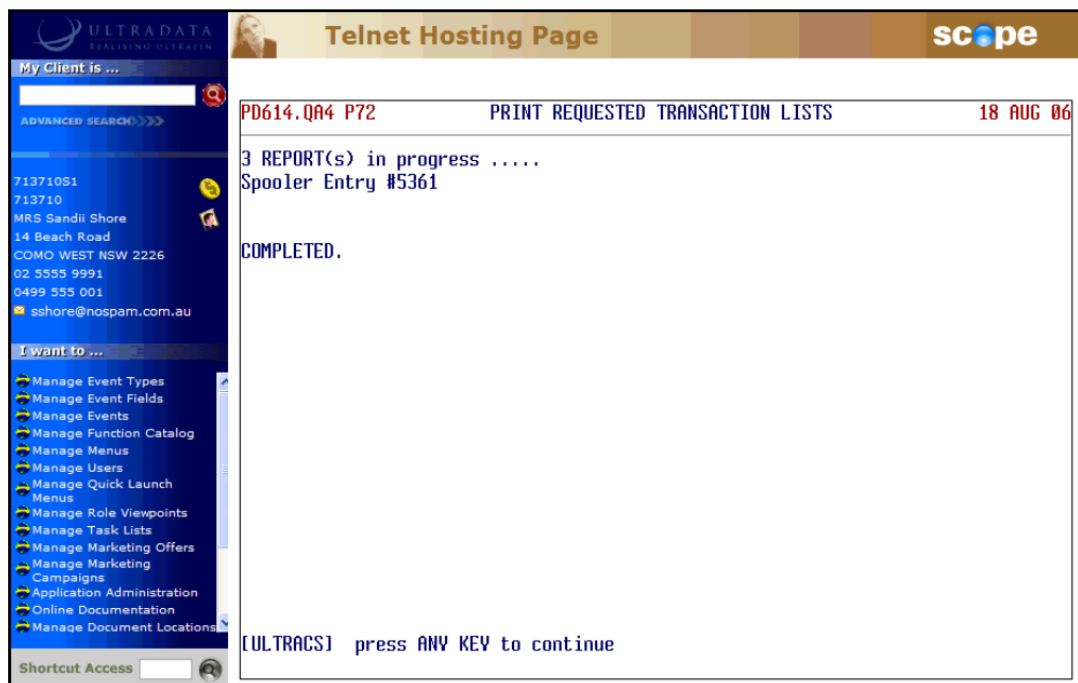 ULTRADATA
REALISING ULTRAFIN
Telnet Hosting Page
scope
My Client is ...
ADVANCED SEARCH
71371OS1
713710
MRS Sandii Shore
14 Beach Road
COMO WEST NSW 2226
02 5555 9991
0499 555 001
sshore@nospam.com.au
I want to ...
Manage Event Types
Manage Event Fields
Manage Events
Manage Function Catalog
Manage Menus
Manage Users
Manage Quick Launch
Menus
Manage Role Viewpoints
Manage Task Lists
Manage Marketing Offers
Manage Marketing
Campaigns
Application Administration
Online Documentation
Manage Document Locations
Shortcut Access
PD614.QA4 P72 PRINT REQUESTED TRANSACTION LISTS 18 AUG 06
3 REPORT(s) in progress .....
Spooler Entry #5361
COMPLETED.
[ULTRACS] press ANY KEY to continue